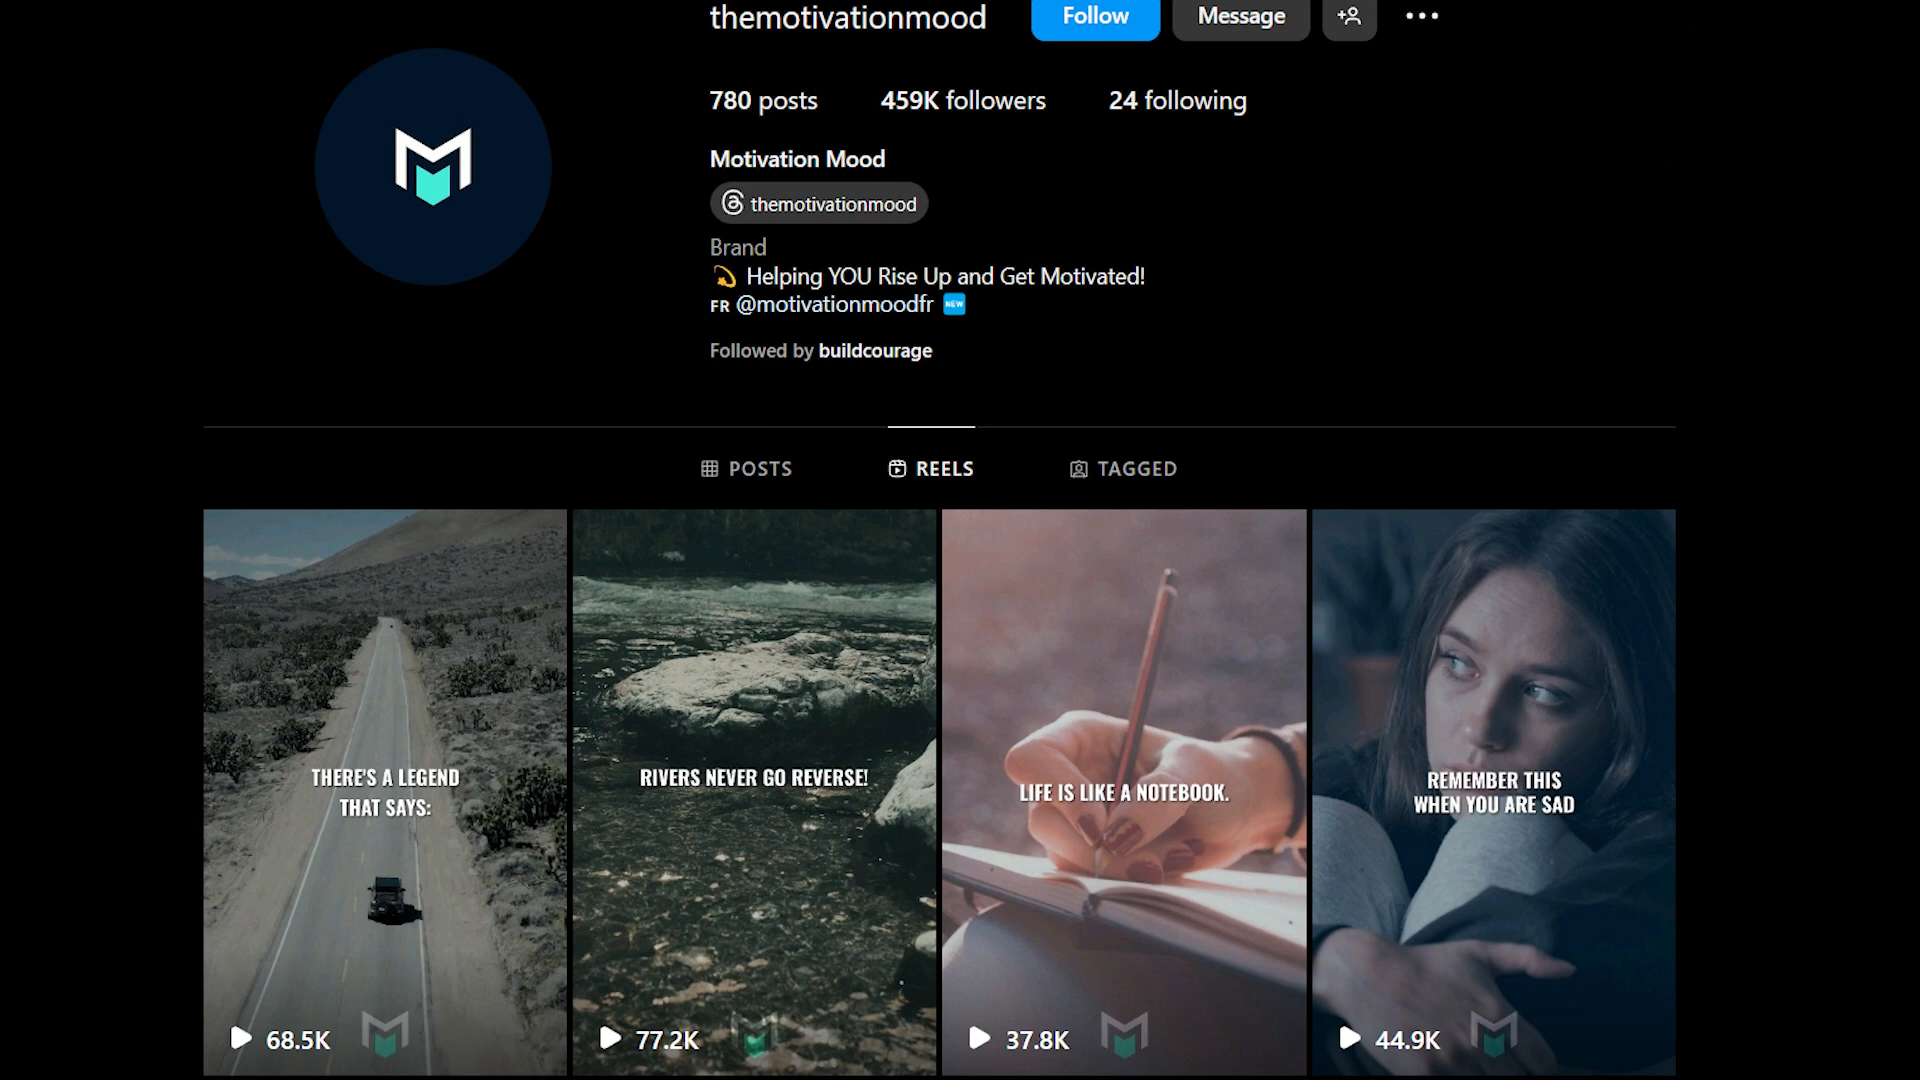 themotivationmood
Follow
Message
780 posts
459K followers
24 following
Motivation Mood
themotivationmood
Brand
Helping YOU Rise Up and Get Motivated!
FR @motivationmoodfr NEW
Followed by buildcourage
POSTS
REELS
TAGGED
THERE'S A LEGEND
THAT SAYS:
68.5K
RIVERS NEVER GO REVERSE!
77.2K
LIFE IS LIKE A NOTEBOOK.
37.8K
REMEMBER THIS
WHEN YOU ARE SAD
44.9K